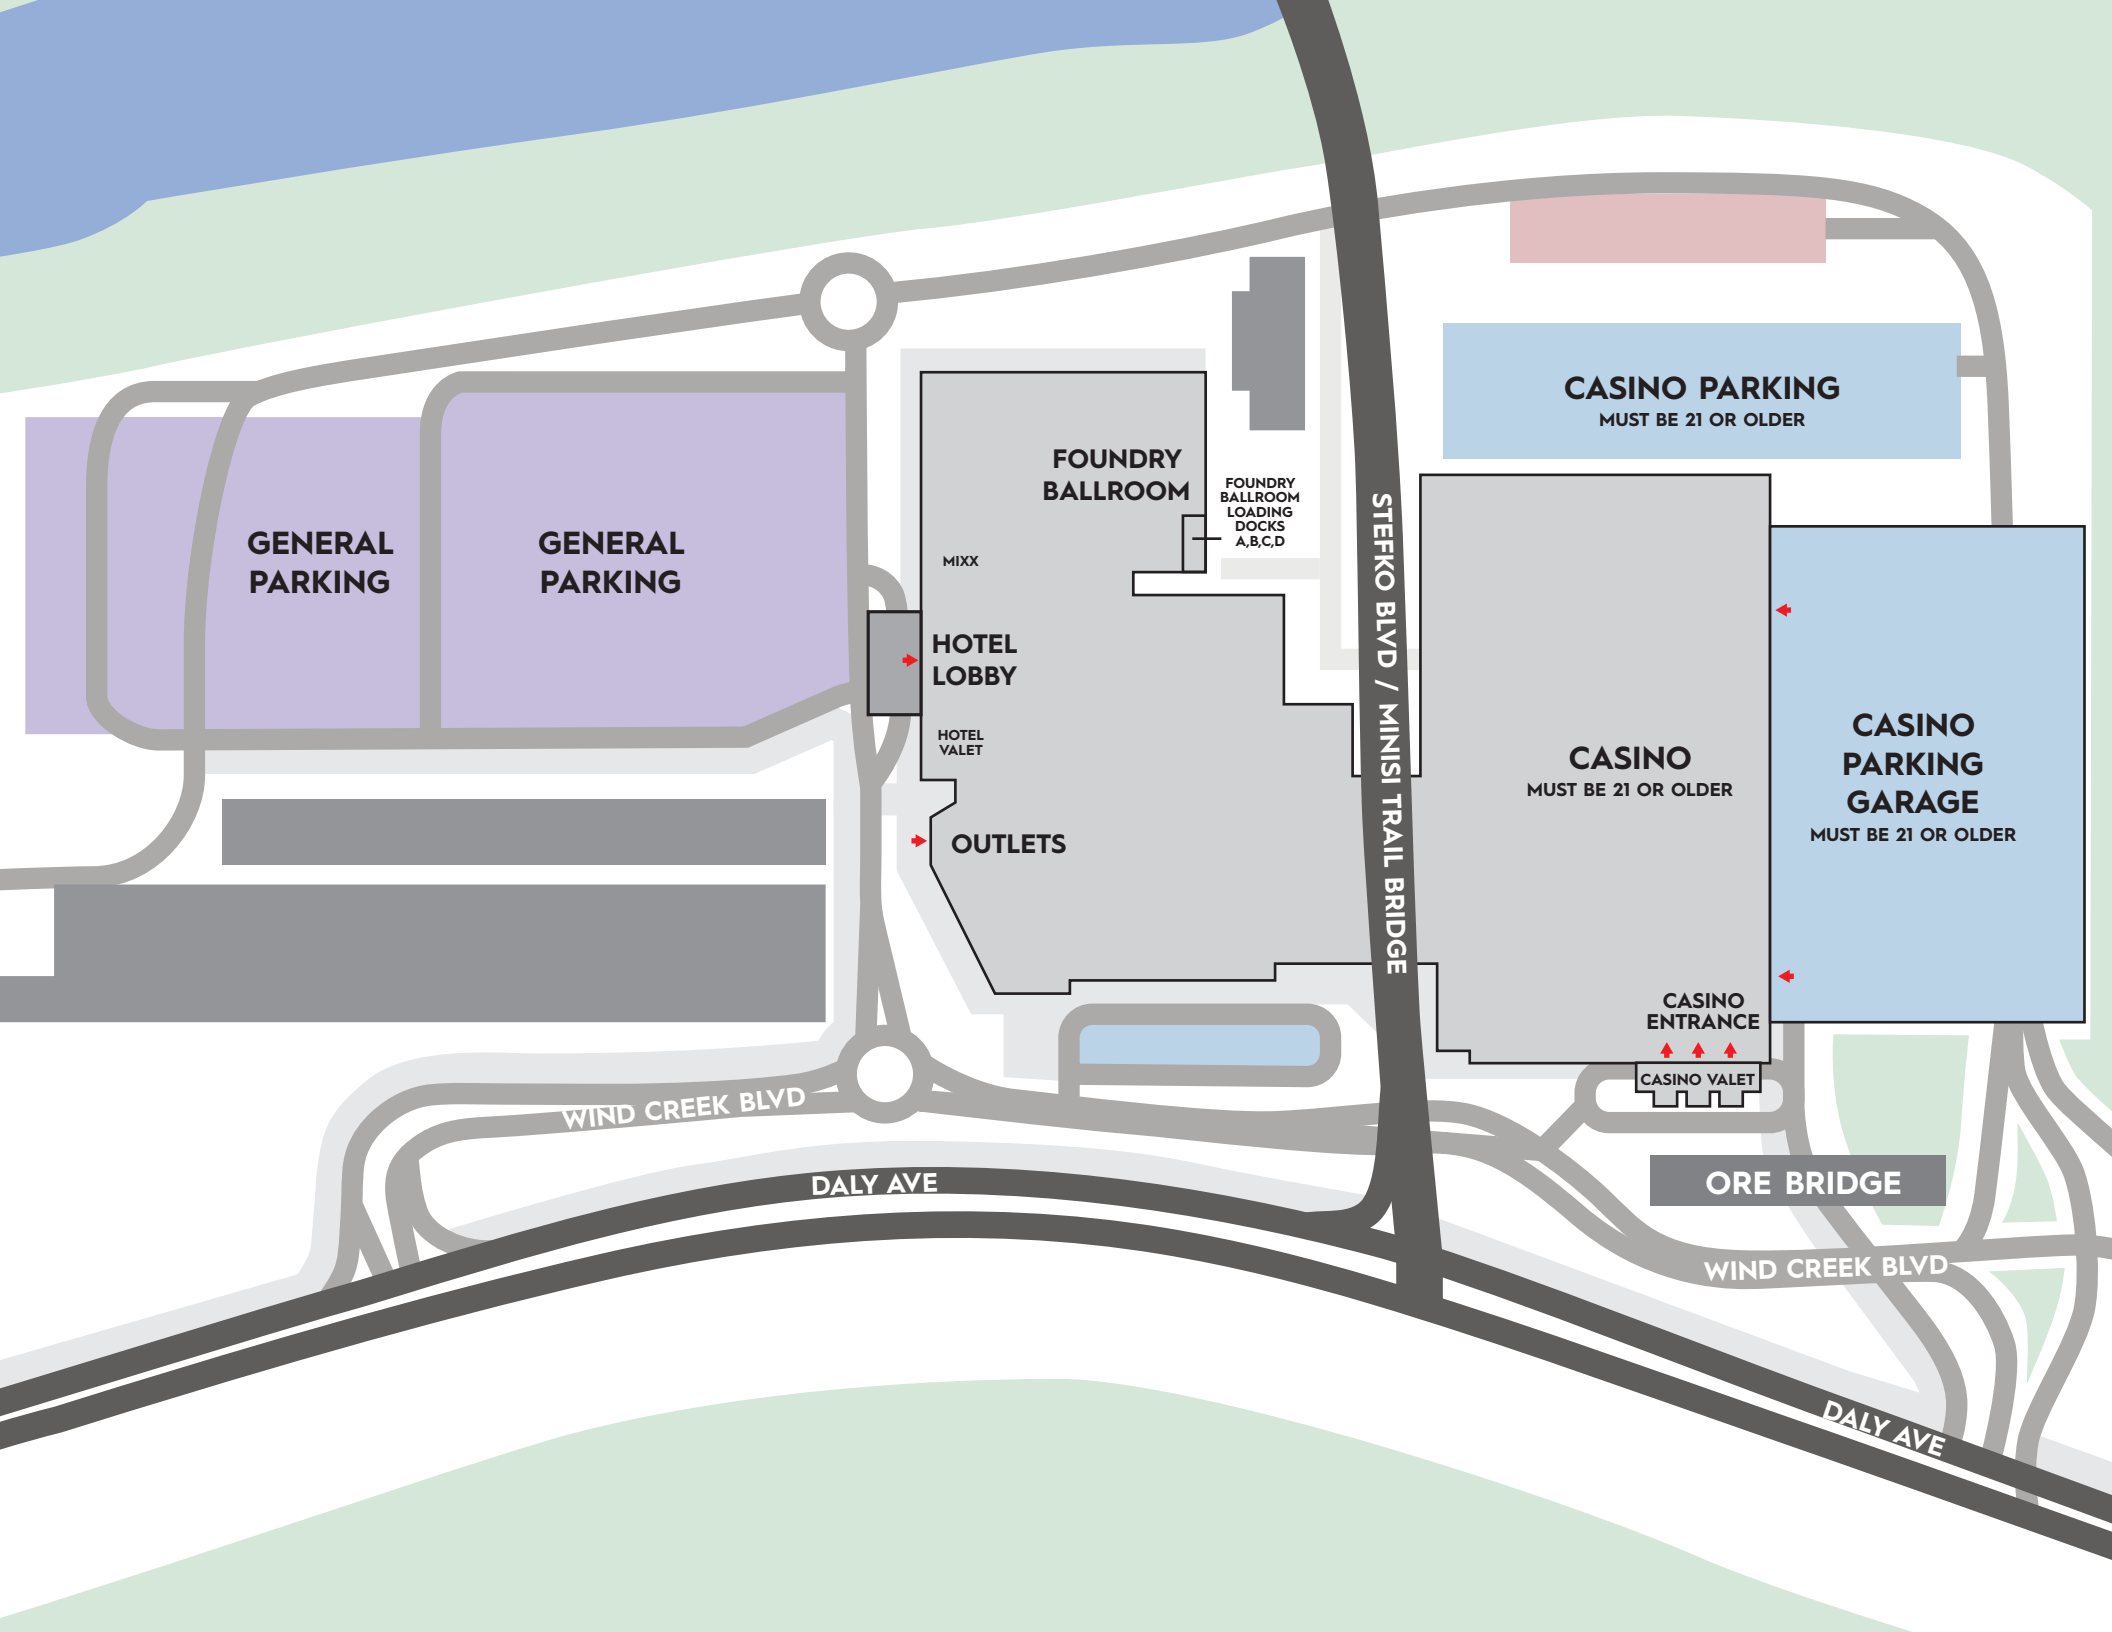 CASINO PARKING
MUST BE 21 OR OLDER
FOUNDRY
BALLROOM
FOUNDRY
BALLROOM
LOADING
DOCKS
A,B,C,D
GENERAL
PARKING
GENERAL
PARKING
MIXX
HOTEL
LOBBY
HOTEL
VALET
OUTLETS
STEFKO BLVD / MINISI TRAIL BRIDGE
CASINO
MUST BE 21 OR OLDER
CASINO
PARKING
GARAGE
MUST BE 21 OR OLDER
CASINO
ENTRANCE
CASINO VALET
WIND CREEK BLVD
DALY AVE
ORE BRIDGE
WIND CREEK BLVD
DALY AVE